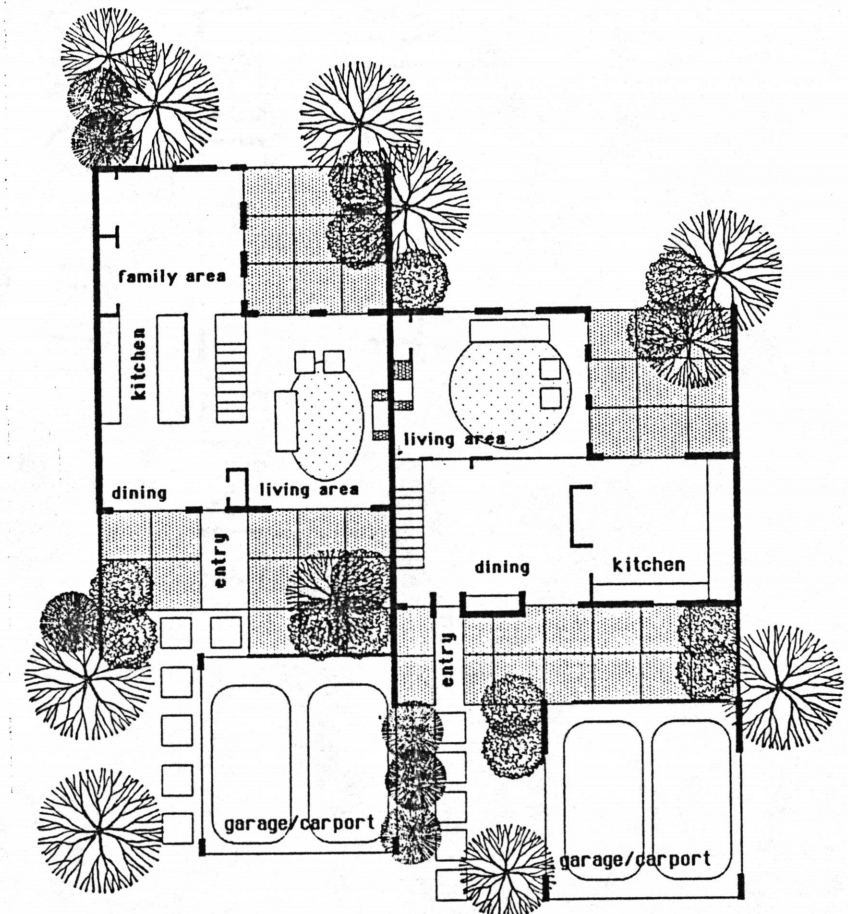 family area
kitchen
living area
dining
living area
entry
dining
kitchen
entry
garage/carport
garage/carport